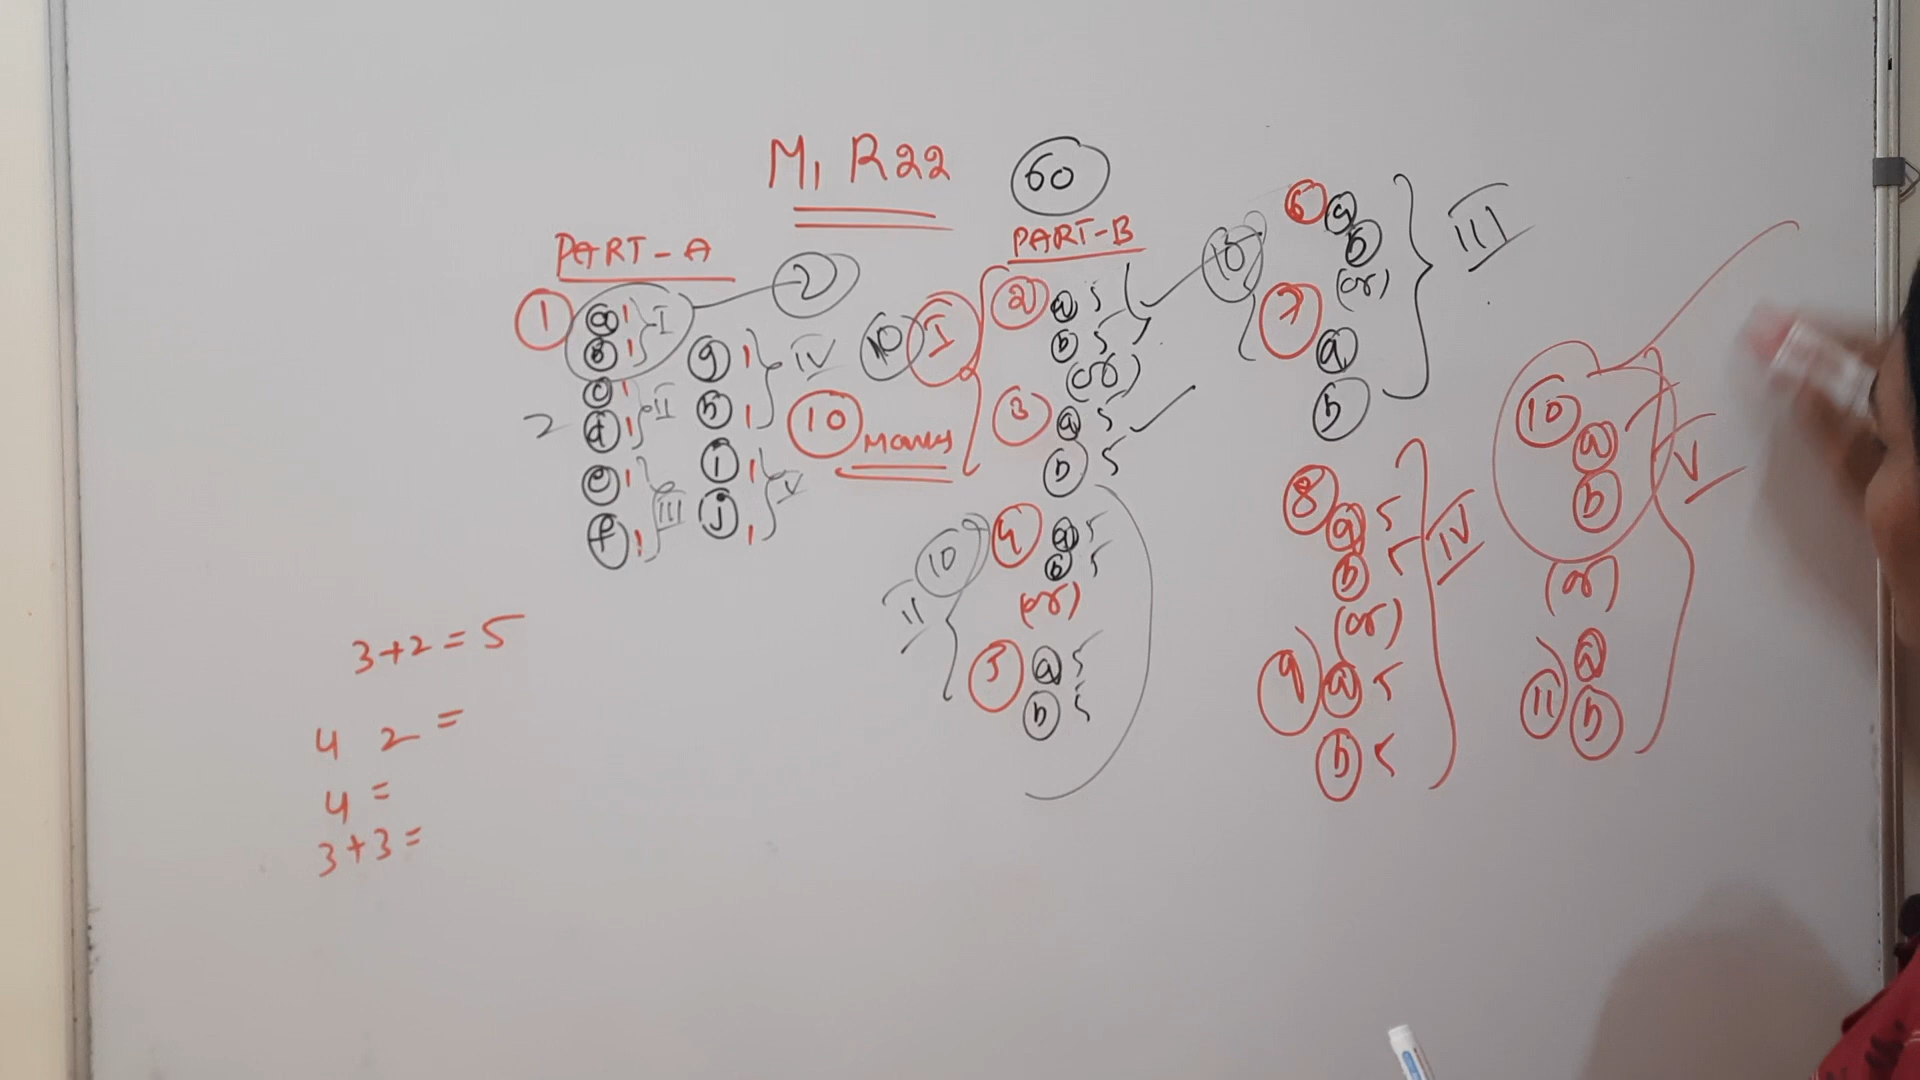 M1 R22 60
PART-A
2
1 a 1 I
b 1
c 1 II
2 d 1
e 1 III
f 1
g 1 IV
h 1
i 1 V
j 1
10 Marks
PART-B
10 I
2 a 5
b 5
(or)
3 a 5
b 5
10 II
4 a 5
b 5
(or)
5 a 5
b 5
10
6 a III
b
(or)
7 a
b
8 a 5 IV
b 5
(or)
9 a 5
b 5
10 a V
b
(or)
11 a
b
3+2=5
4 2 =
4 =
3+3=